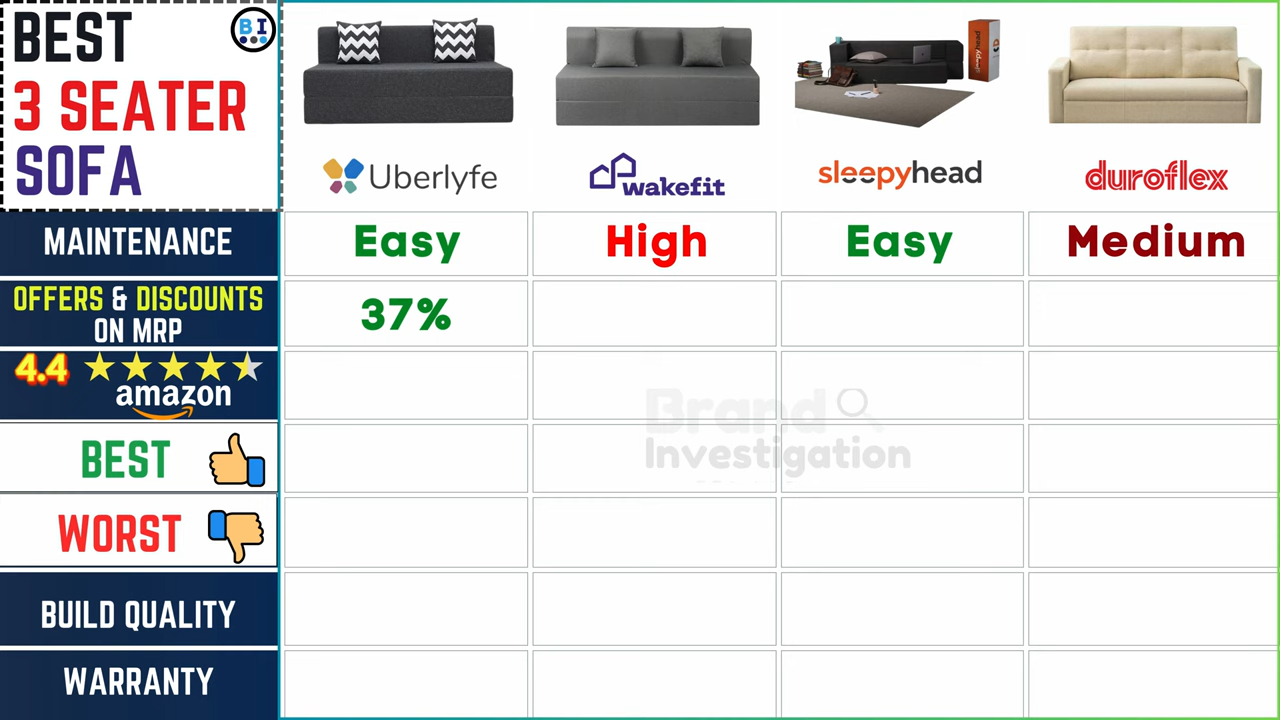 BEST
BI
3 SEATER
SOFA
Uberlyfe
wakefit
sleepyhead
duroflex
MAINTENANCE
Easy
High
Easy
Medium
OFFERS & DISCOUNTS
ON MRP
37%
4.4
amazon
Brand
Investigation
BEST
WORST
BUILD QUALITY
WARRANTY